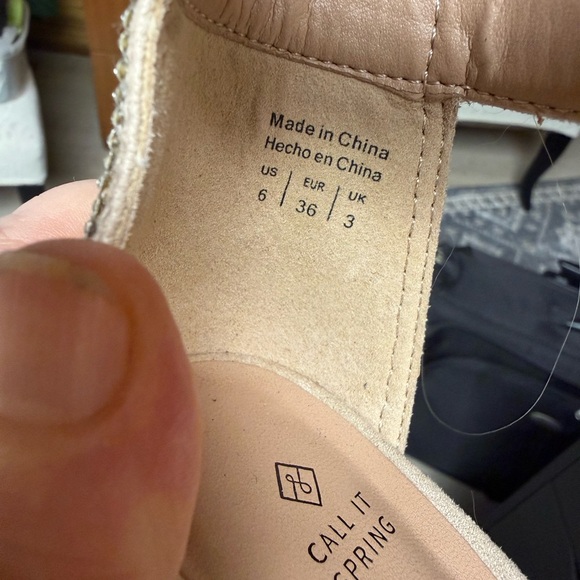 Made in China
Hecho en China
US | EUR | UK
6 | 36 | 3
CALL IT
SPRING